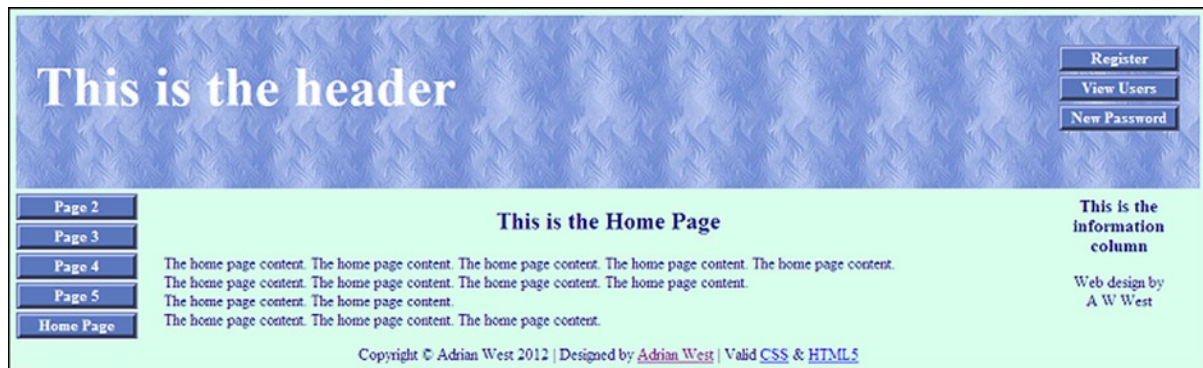 This is the header
Register
View Users
New Password
Page 2
Page 3
Page 4
Page 5
Home Page
This is the Home Page
The home page content. The home page content. The home page content. The home page content. The home page content.
The home page content. The home page content. The home page content. The home page content.
The home page content. The home page content.
The home page content. The home page content. The home page content.
This is the
information
column
Web design by
A W West
Copyright © Adrian West 2012 | Designed by Adrian West | Valid CSS & HTML5